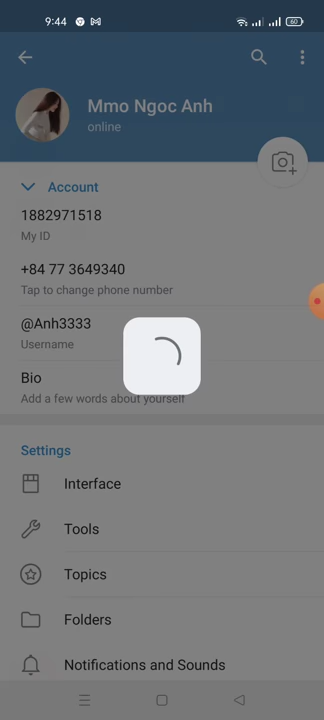 9:44
60
Mmo Ngoc Anh
online
Account
1882971518
My ID
+84 77 3649340
Tap to change phone number
@Anh3333
Username
Bio
Add a few words about yourself
Settings
Interface
Tools
Topics
Folders
Notifications and Sounds